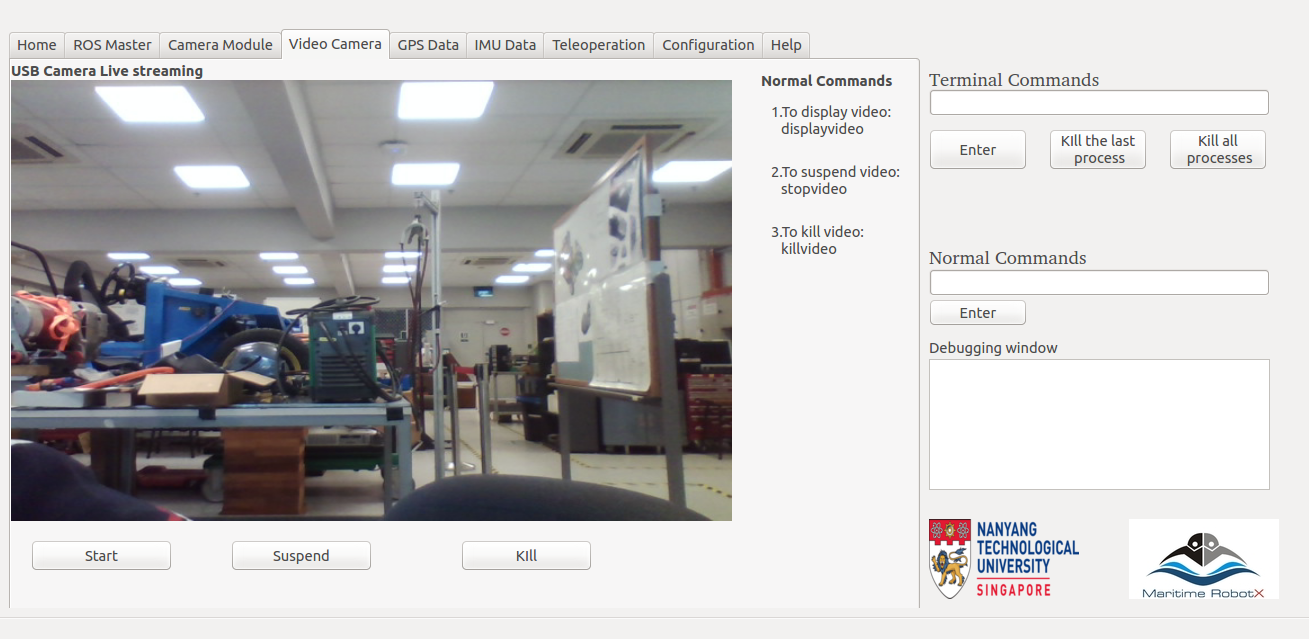 Home ROS Master Camera Module Video Camera GPS Data IMU Data Teleoperation Configuration Help
USB Camera Live streaming
Normal Commands
1.To display video:
displayvideo
2.To suspend video:
stopvideo
3.To kill video:
killvideo
Start Suspend KIll
Terminal Commands
Enter
KIll the last
process
Kill all
processes
Normal Commands
Enter
Debugging window
NANYANG
TECHNOLOGICAL
UNIVERSITY
SINGAPORE
Maritime RobotX